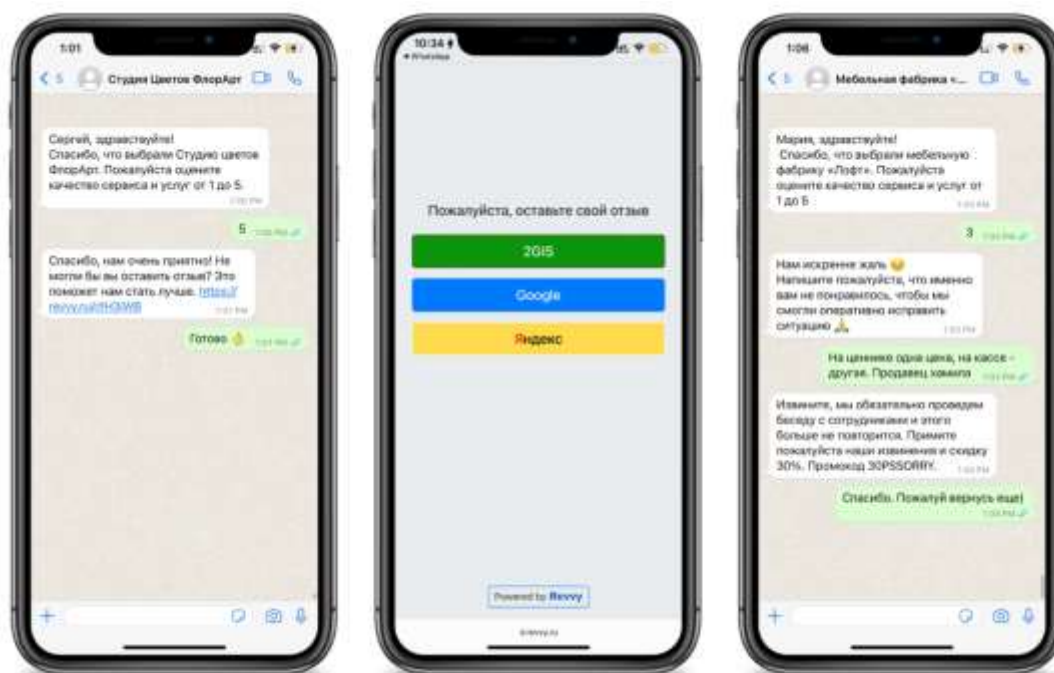 1:01
5
Студия Цветов ФлорАрт
Сергей, здравствуйте!
Спасибо, что выбрали Студию цветов
ФлорАрт. Пожалуйста оцените
качество сервиса и услуг от 1 до 5.
5
Спасибо, нам очень приятно! Не
могли бы вы оставить отзыв? Это
поможет нам стать лучше. https://
Готово
10:34
WhatsApp
Пожалуйста, оставьте свой отзыв
2GIS
Google
Яндекс
Powered by Revvy
1:06
5
Мебельная фабрика «...
Мария, здравствуйте!
Спасибо, что выбрали мебельную
фабрику «Лофт». Пожалуйста
оцените качество сервиса и услуг от
1 до 5
3
Нам искренне жаль
Напишите пожалуйста, что именно
вам не понравилось, чтобы мы
смогли оперативно исправить
ситуацию
На ценнике одна цена, на кассе -
другая. Продавец хамила
Извините, мы обязательно проведем
беседу с сотрудниками и этого
больше не повторится. Примите
пожалуйста наши извинения и скидку
30%. Промокод 30PSSORRY.
Спасибо. Пожалуй вернусь еще)